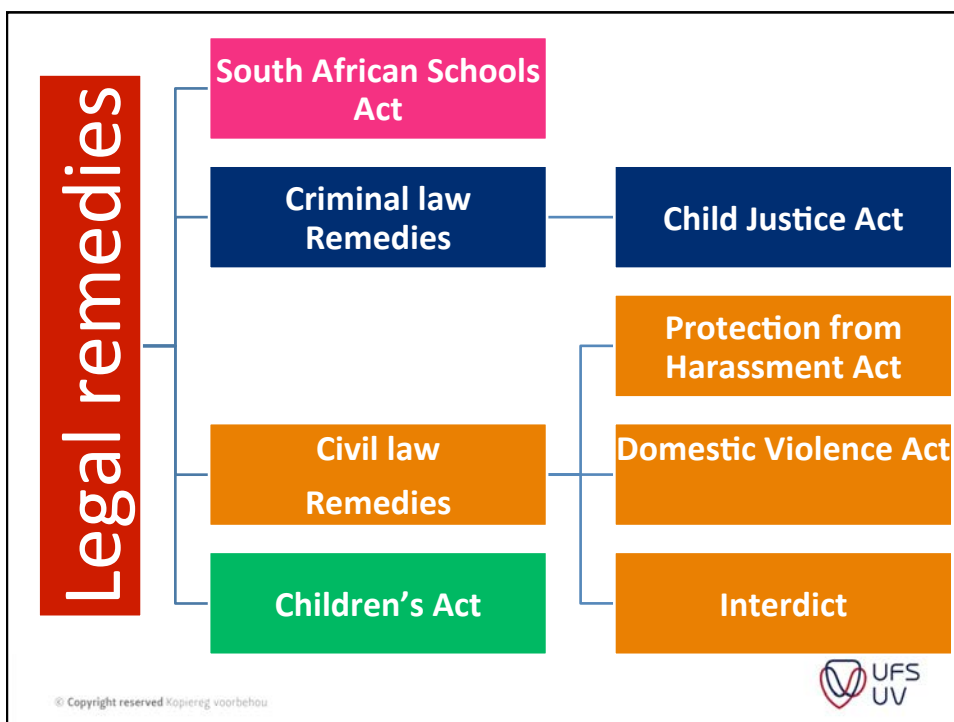 Legal remedies
South African Schools
Act
Criminal law
Remedies
Child Justice Act
Protection from
Harassment Act
Civil law
Remedies
Domestic Violence Act
Children’s Act
Interdict
© Copyright reserved Kopiereg voorbehou
UFS
UV